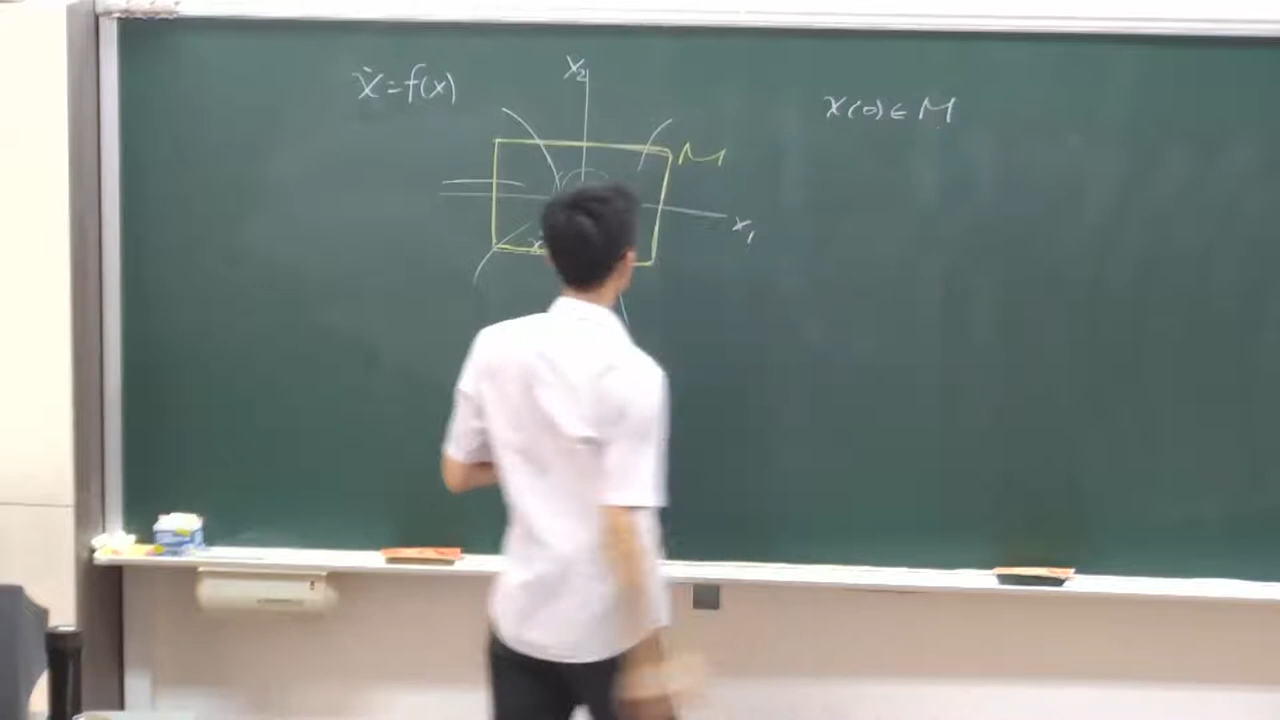 ẋ=f(x)
x₂
x(0)∈M
M
x₁